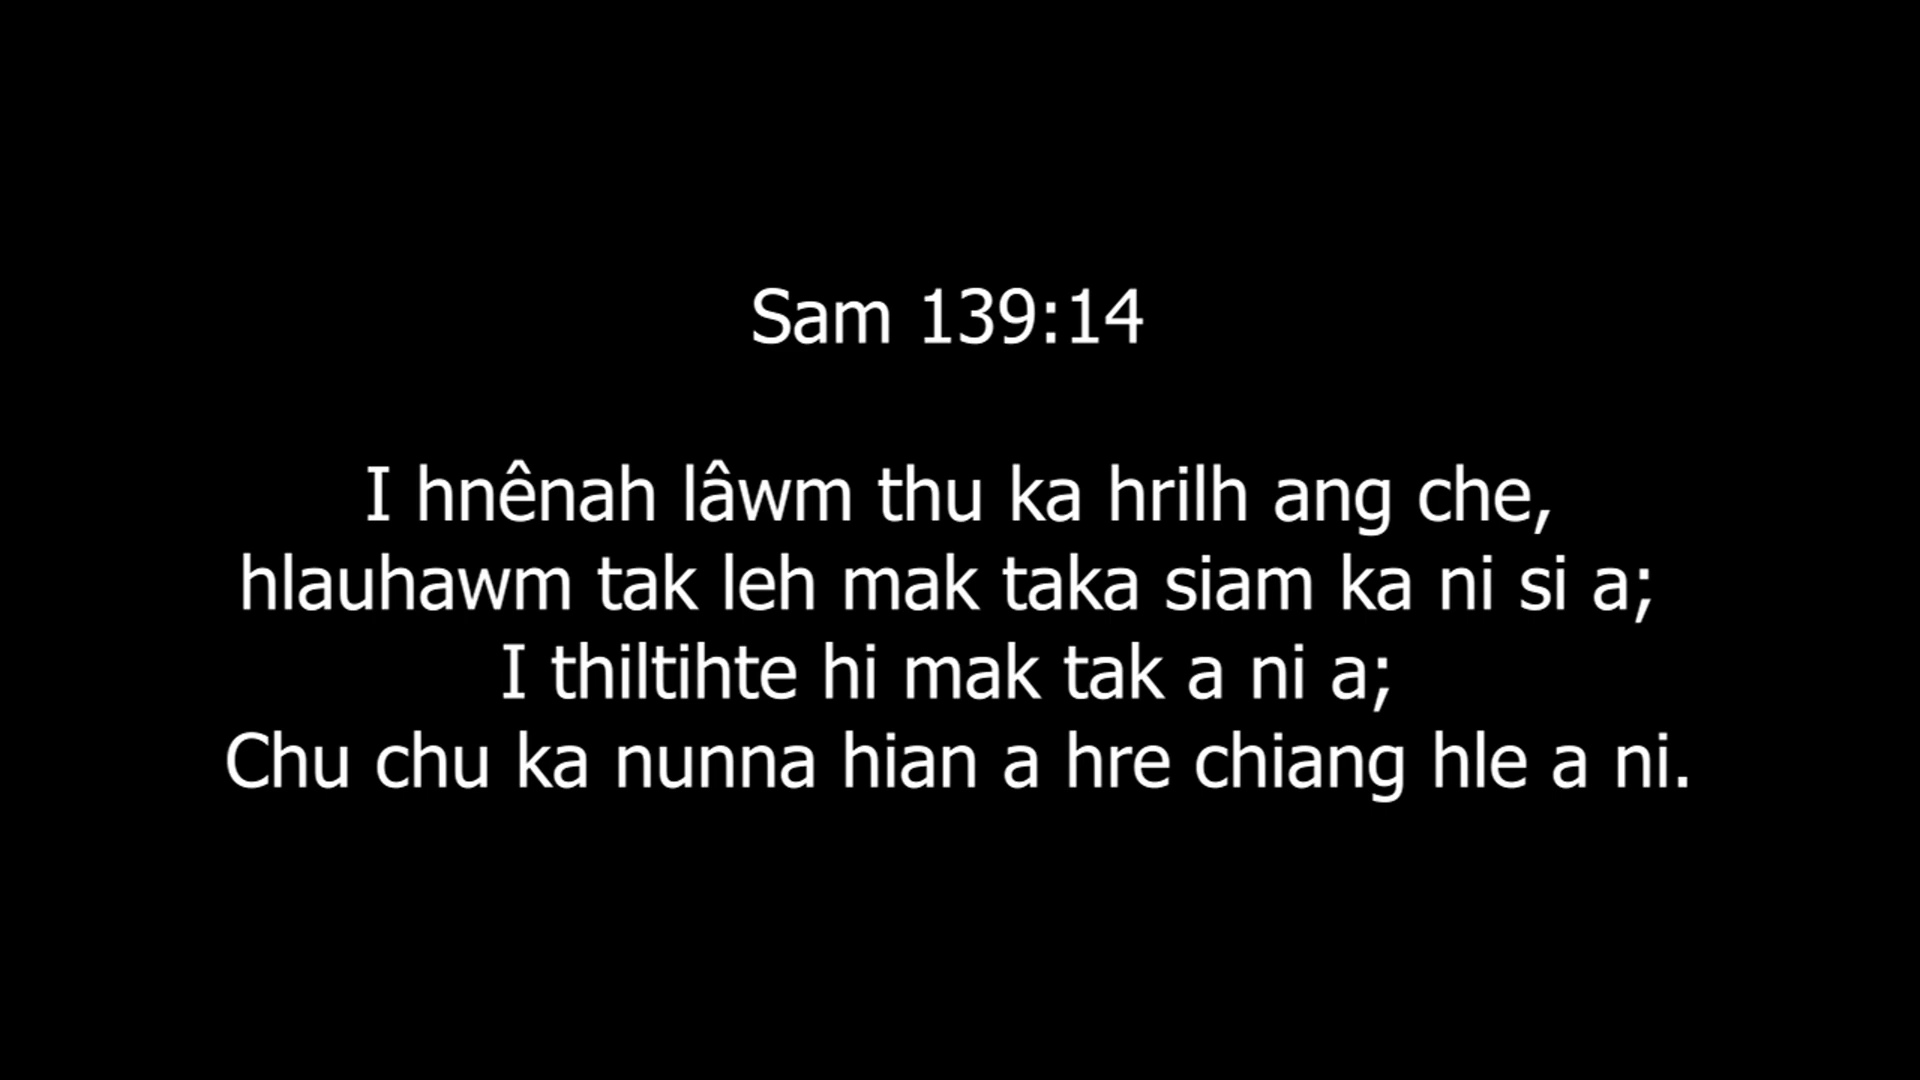 Sam 139:14
I hnênah lâwm thu ka hrilh ang che,
hlauhawm tak leh mak taka siam ka ni si a;
I thiltihte hi mak tak a ni a;
Chu chu ka nunna hian a hre chiang hle a ni.